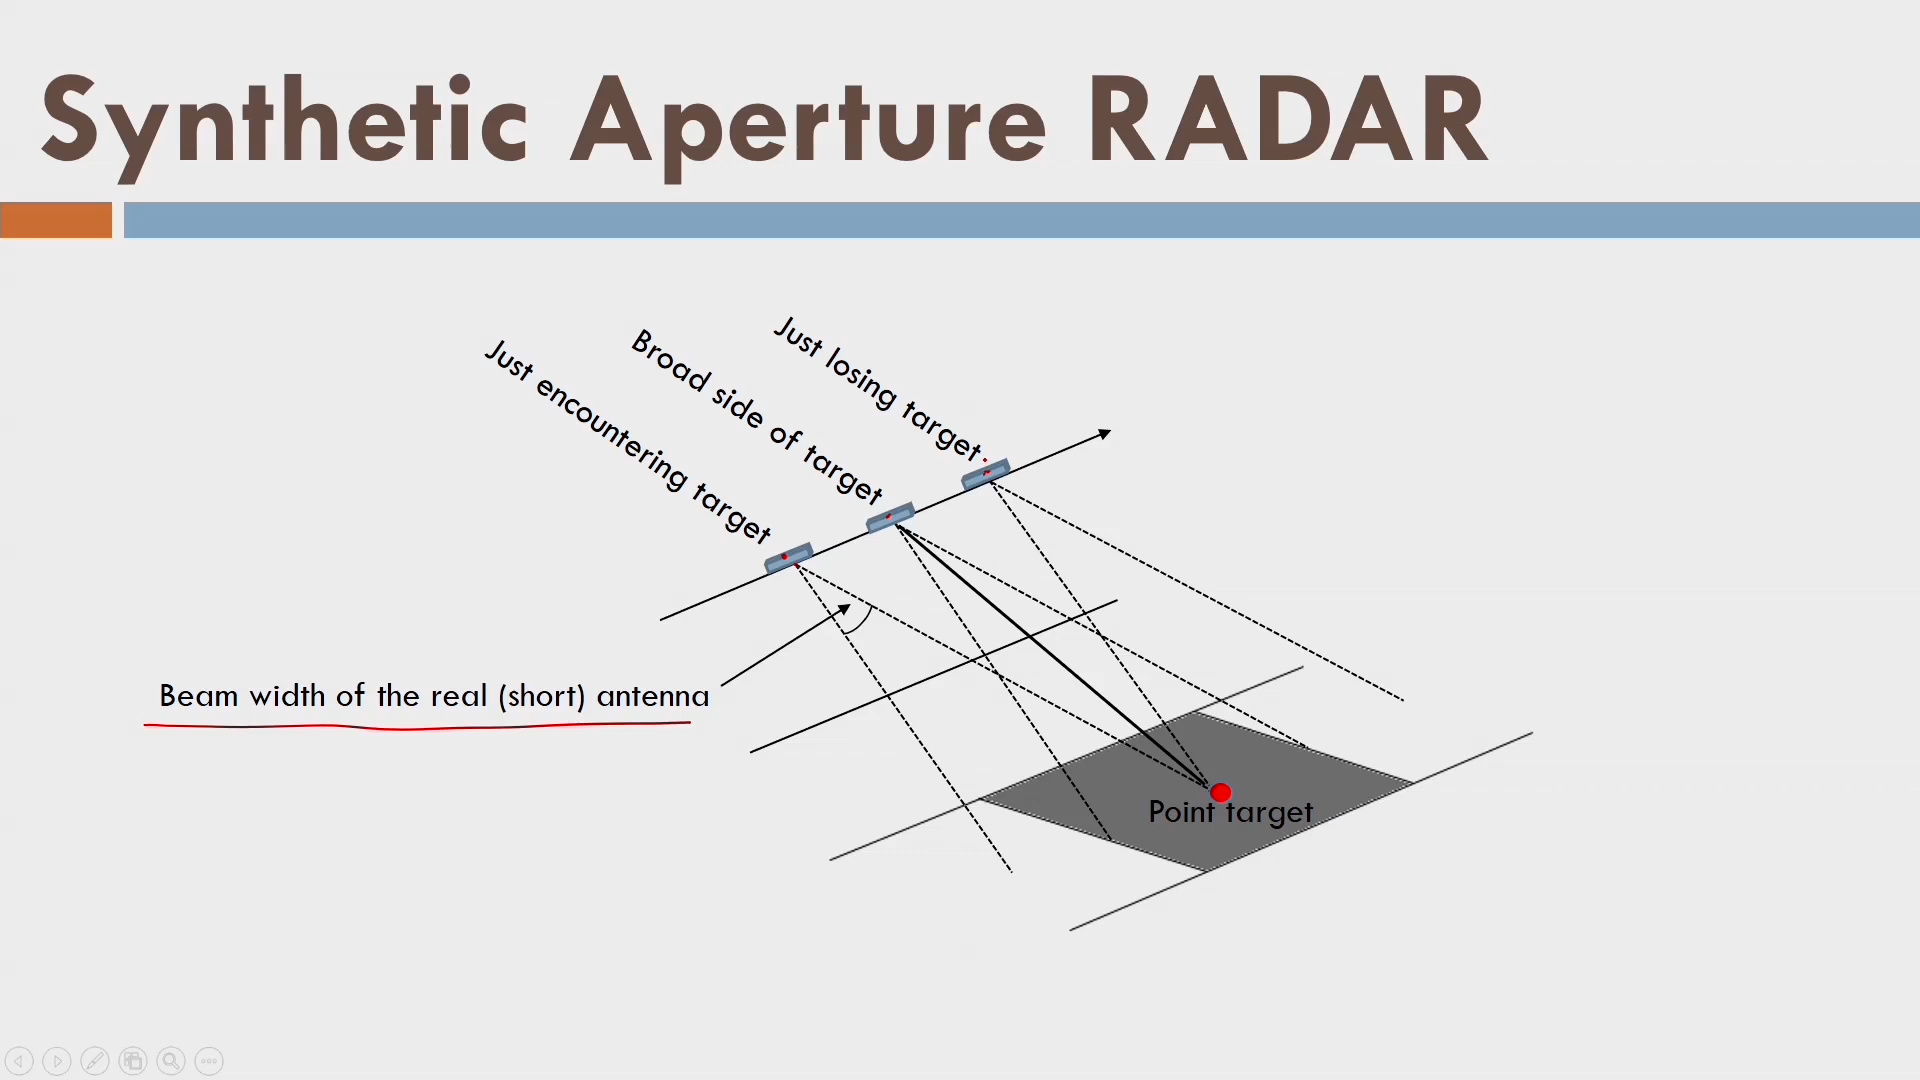 Synthetic Aperture RADAR
Just encountering target
Broad side of target
Just losing target
Beam width of the real (short) antenna
Point target